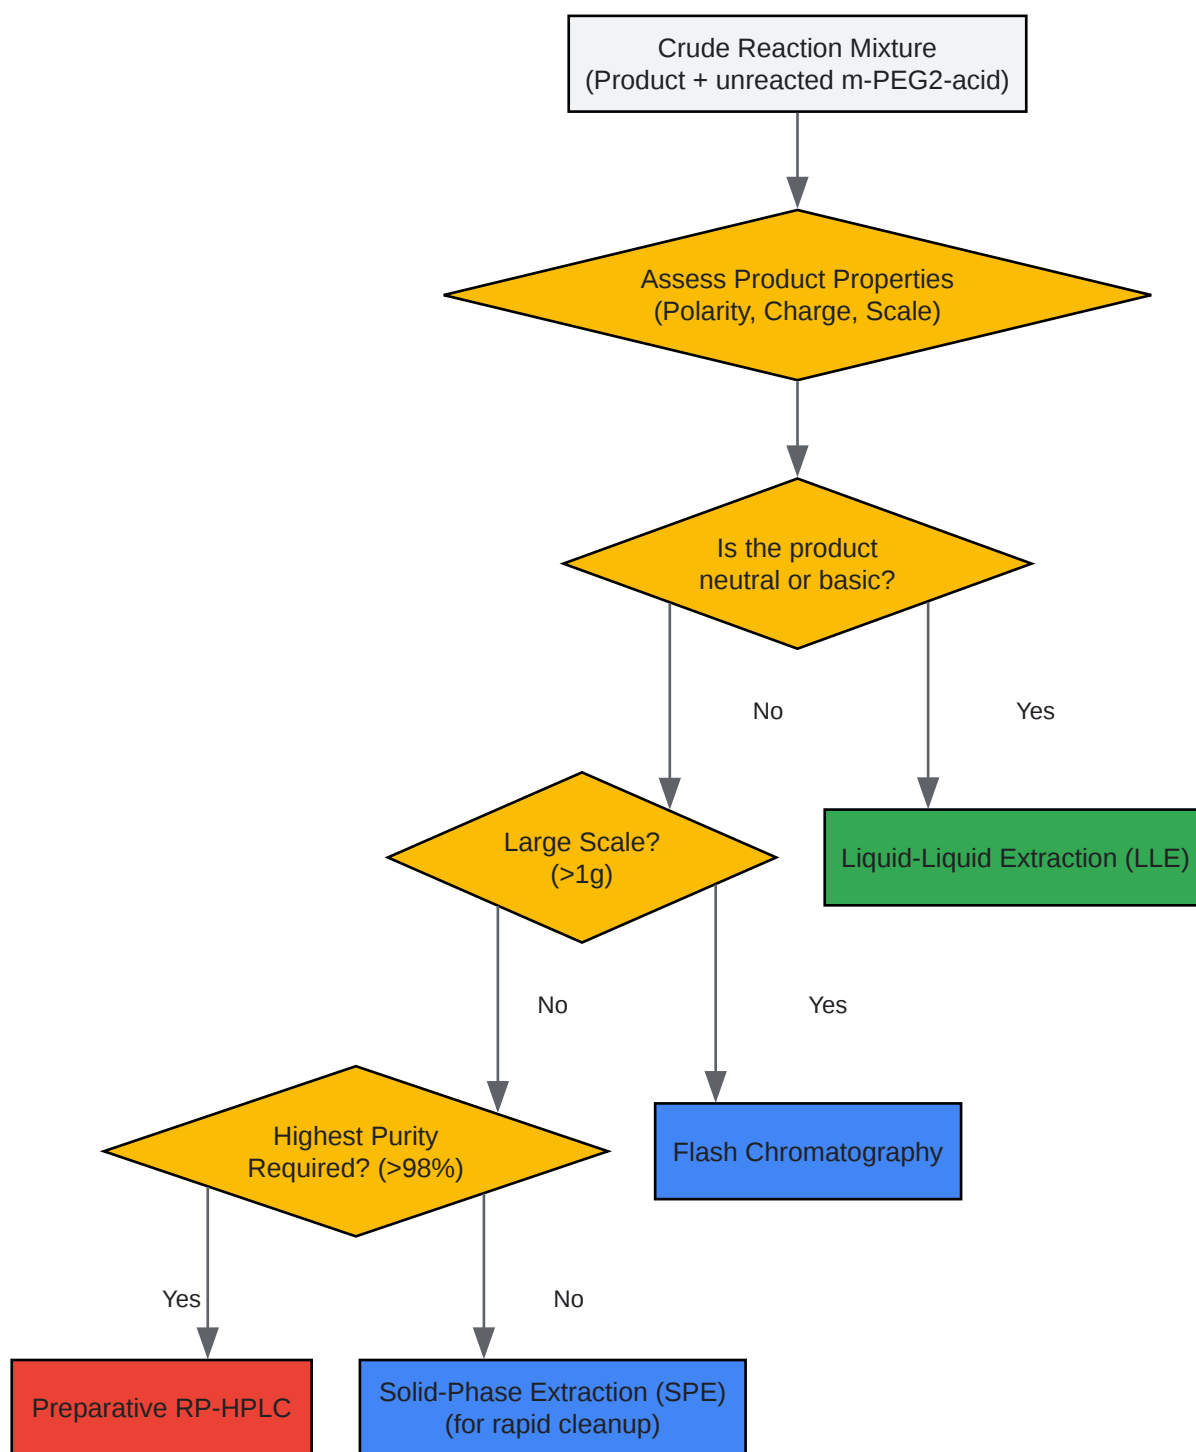 Crude Reaction Mixture
(Product + unreacted m-PEG2-acid)
Assess Product Properties
(Polarity, Charge, Scale)
Is the product
neutral or basic?
No
Yes
Large Scale?
(>1g)
Liquid-Liquid Extraction (LLE)
No
Yes
Highest Purity
Required? (>98%)
Flash Chromatography
Yes
No
Preparative RP-HPLC
Solid-Phase Extraction (SPE)
(for rapid cleanup)